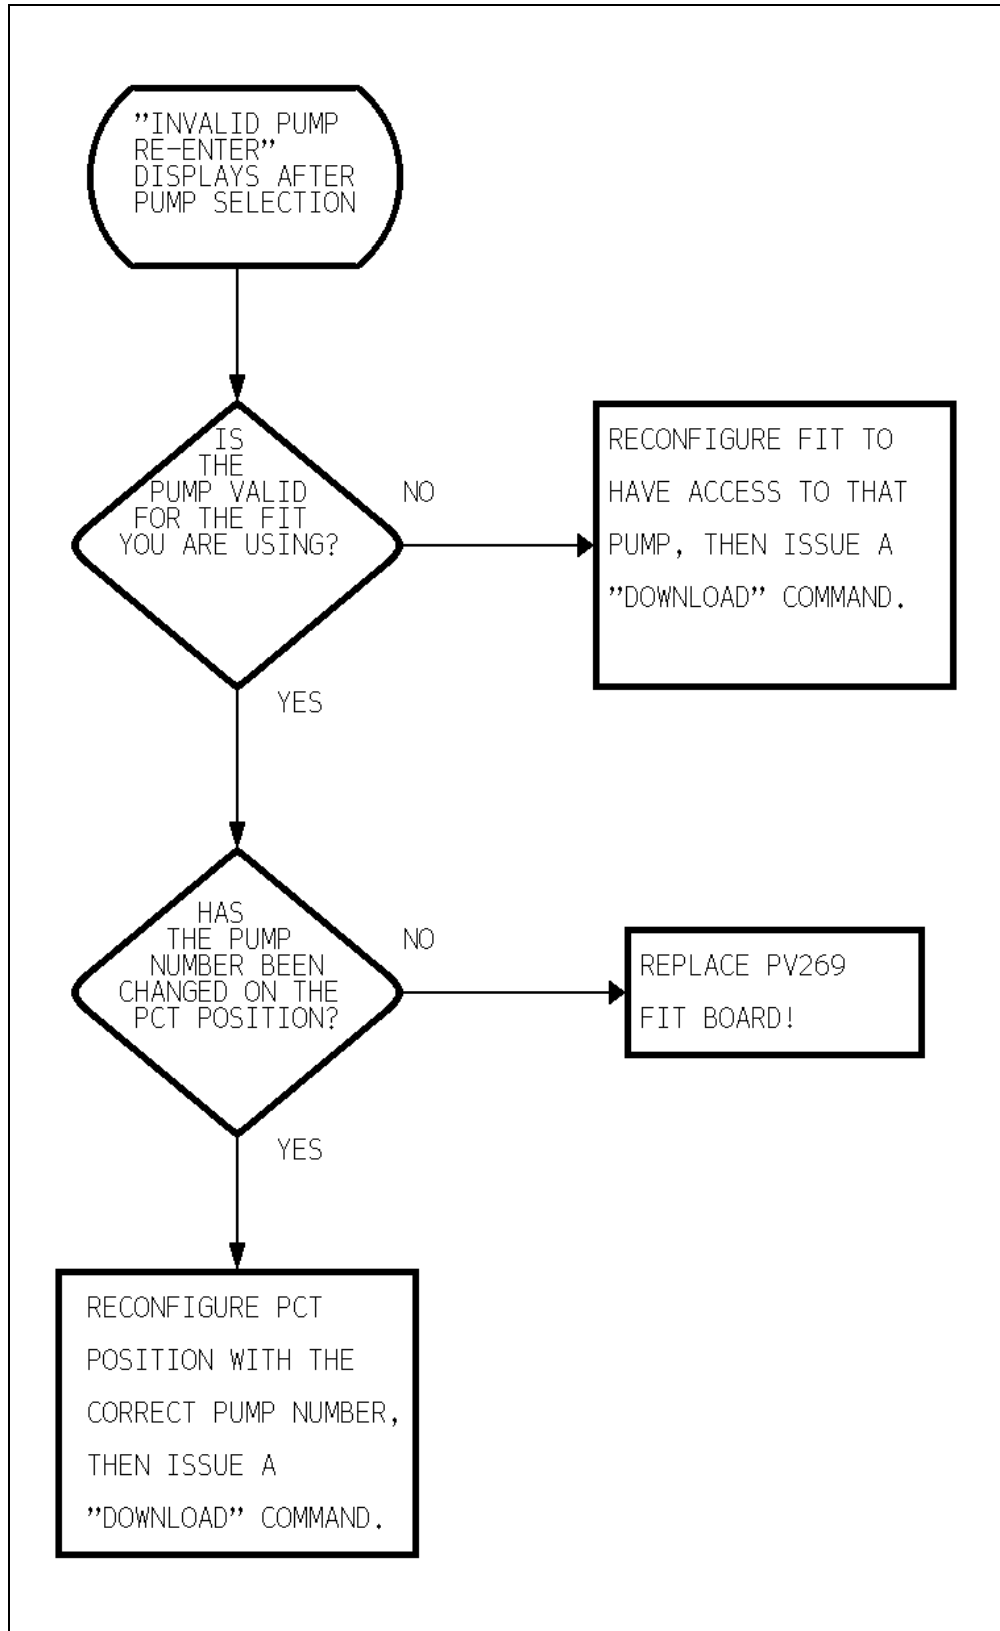 ”INVALID PUMP
RE-ENTER”
DISPLAYS AFTER
PUMP SELECTION
IS
THE
PUMP VALID
FOR THE FIT
YOU ARE USING?
NO
RECONFIGURE FIT TO
HAVE ACCESS TO THAT
PUMP, THEN ISSUE A
”DOWNLOAD” COMMAND.
YES
HAS
THE PUMP
NUMBER BEEN
CHANGED ON THE
PCT POSITION?
NO
REPLACE PV269
FIT BOARD!
YES
RECONFIGURE PCT
POSITION WITH THE
CORRECT PUMP NUMBER,
THEN ISSUE A
”DOWNLOAD” COMMAND.